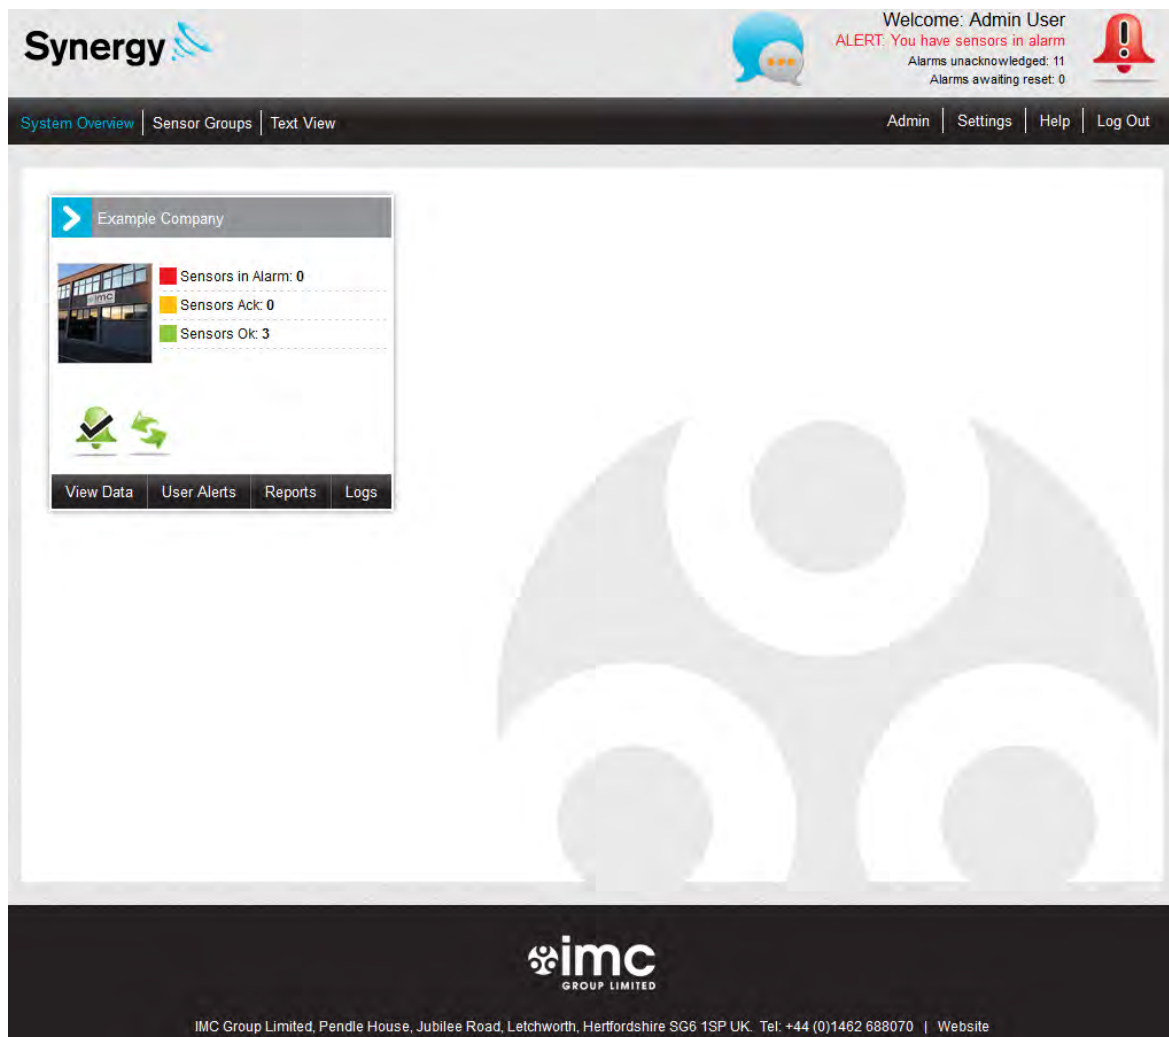 Synergy
Welcome: Admin User
ALERT: You have sensors in alarm
Alarms unacknowledged: 11
Alarms awaiting reset: 0
System Overview Sensor Groups Text View
Admin Settings Help Log Out
Example Company
imc
Sensors in Alarm: 0
Sensors Ack: 0
Sensors Ok: 3
View Data User Alerts Reports Logs
imc
GROUP LIMITED
IMC Group Limited, Pendle House, Jubilee Road, Letchworth, Hertfordshire SG6 1SP UK. Tel: +44 (0)1462 688070 | Website